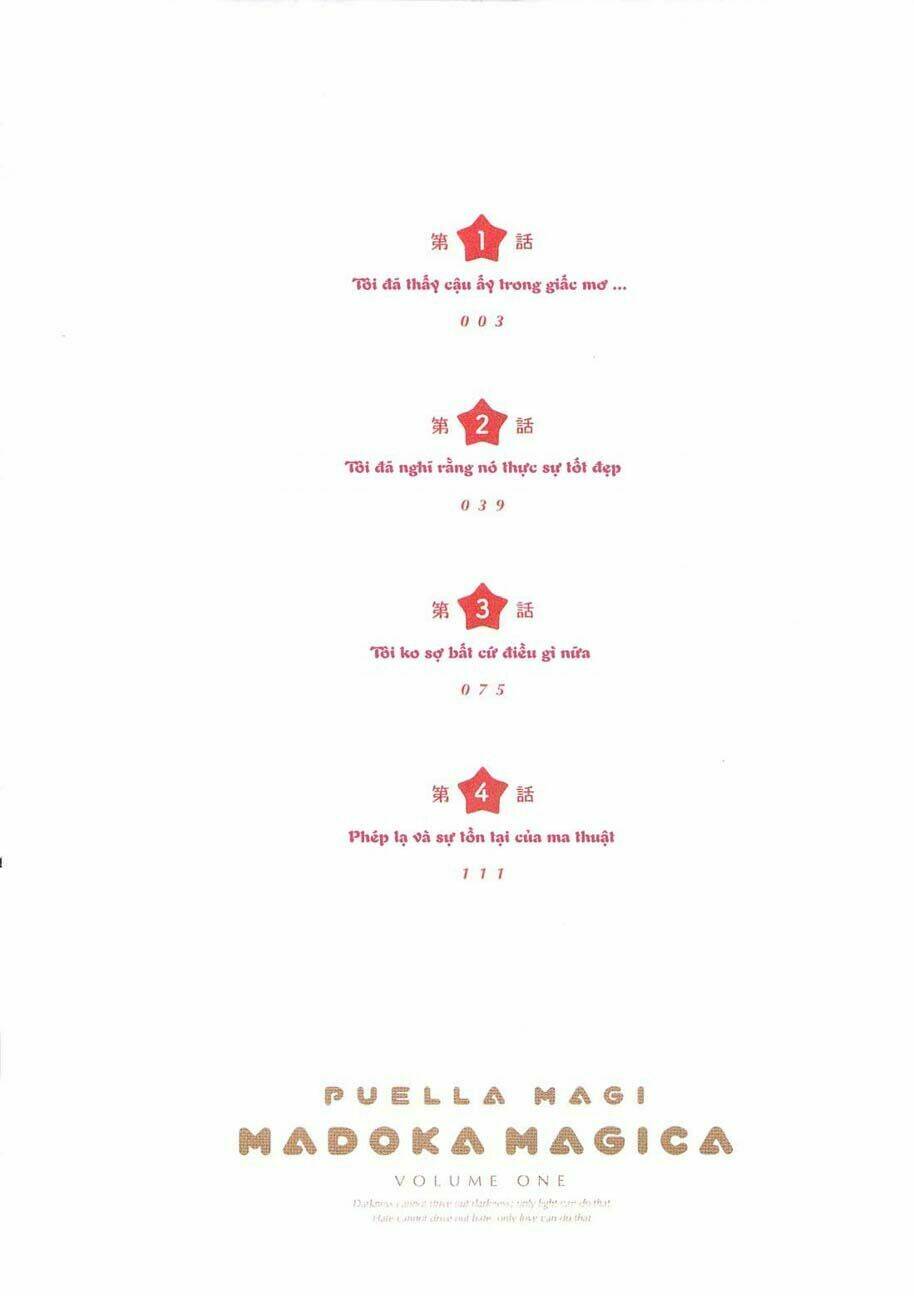 第 1 話
Tôi đã thấy cậu ấy trong giấc mơ ...
003
第 2 話
Tôi đã nghĩ rằng nó thực sự tốt đẹp
039
第 3 話
Tôi ko sợ bất cứ điều gì nữa
075
第 4 話
Phép lạ và sự tồn tại của ma thuật
111
PUELLA MAGI
MADOKA MAGICA
VOLUME ONE
Darkness cannot drive out darkness; only light can do that.
Hate cannot drive out hate, only love can do that